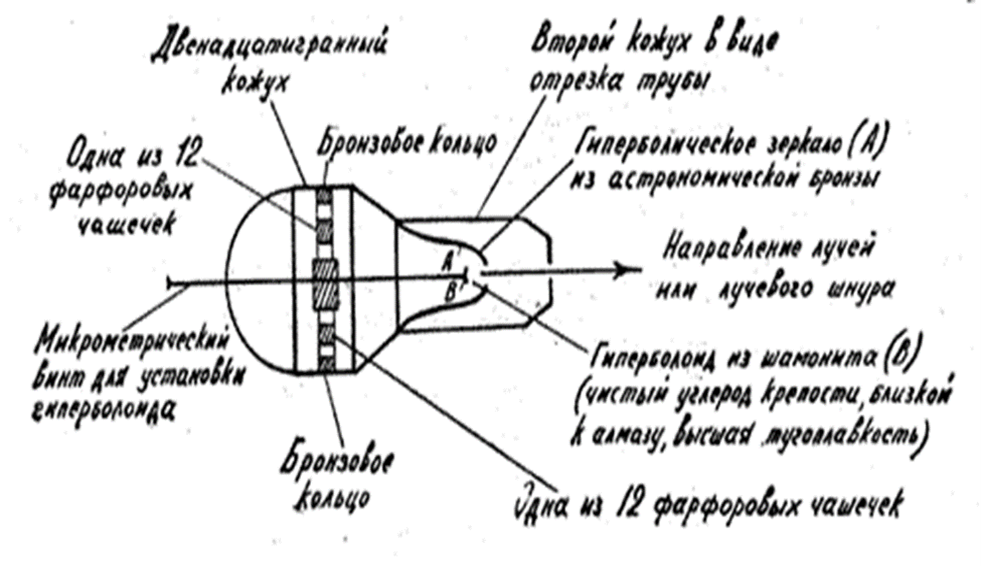 Двенадцатигранный
кожух
Второй кожух в виде
отрезка трубы
Одна из 12
фарфоровых
чашечек
Бронзовое кольцо
Гиперболическое зеркало (А)
из астрономической бронзы
А
В
Направление лучей
или лучевого шнура
Микрометрический
винт для установки
гиперболоида
Гиперболоид из шамонита (В)
(чистый углерод крепости, близкой
к алмазу, высшая тугоплавкость)
Бронзовое
кольцо
Одна из 12 фарфоровых чашечек